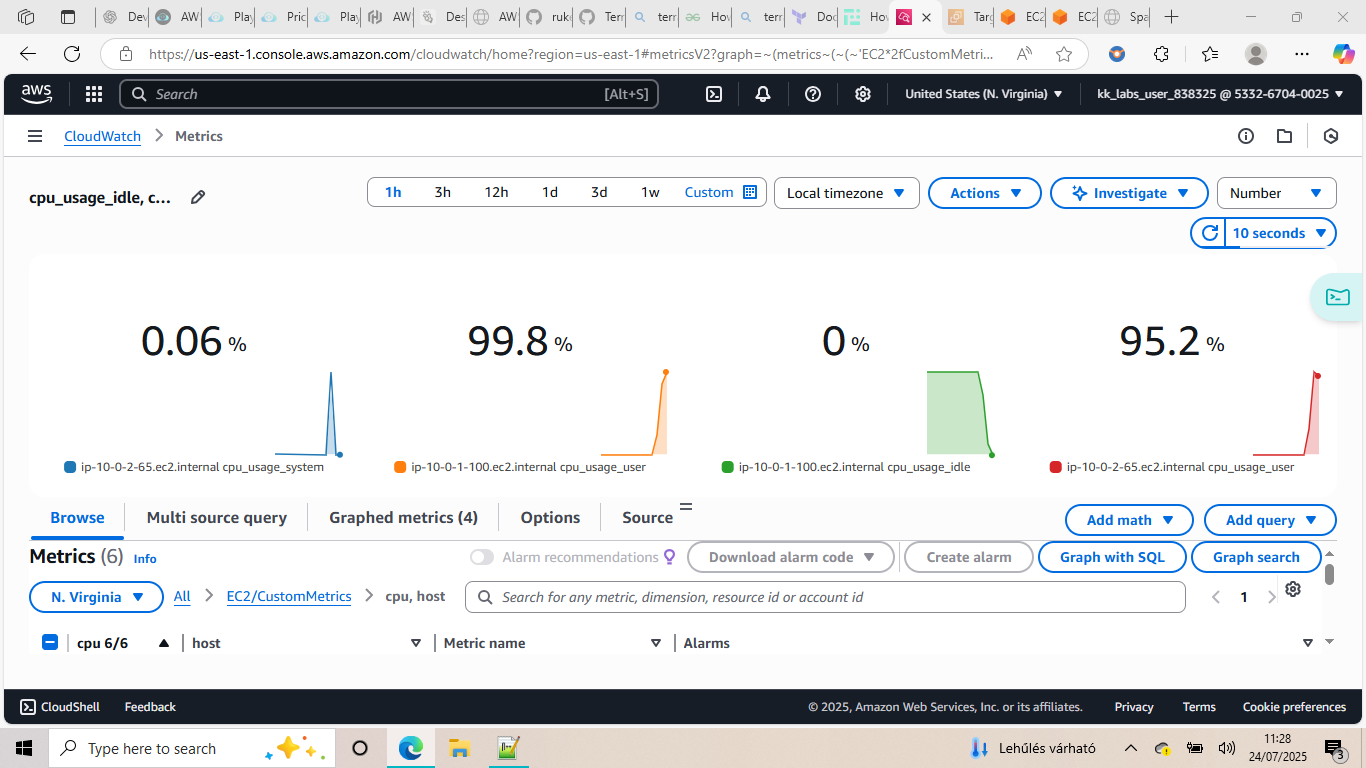 Dev
AW
Play
Pric
Play
AW
Des
AW
ruk
Terr
terr
Hov
terr
Doc
Hov
Targ
EC2
EC2
Spa
https://us-east-1.console.aws.amazon.com/cloudwatch/home?region=us-east-1#metricsV2?graph=~(metrics~(~(~'EC2*2fCustomMetri...
aws
Search
[Alt+S]
United States (N. Virginia)
kk_labs_user_838325 @ 5332-6704-0025
CloudWatch
Metrics
cpu_usage_idle, c...
1h 3h 12h 1d 3d 1w Custom
Local timezone
Actions
Investigate
Number
10 seconds
0.06 %
99.8 %
0 %
95.2 %
ip-10-0-2-65.ec2.internal cpu_usage_system
ip-10-0-1-100.ec2.internal cpu_usage_user
ip-10-0-1-100.ec2.internal cpu_usage_idle
ip-10-0-2-65.ec2.internal cpu_usage_user
Browse
Multi source query
Graphed metrics (4)
Options
Source
Add math
Add query
Metrics (6) Info
Alarm recommendations
Download alarm code
Create alarm
Graph with SQL
Graph search
N. Virginia
All
EC2/CustomMetrics
cpu, host
Search for any metric, dimension, resource id or account id
1
cpu 6/6
host
Metric name
Alarms
CloudShell
Feedback
© 2025, Amazon Web Services, Inc. or its affiliates.
Privacy
Terms
Cookie preferences
Type here to search
Lehűlés várható
11:28
24/07/2025
3